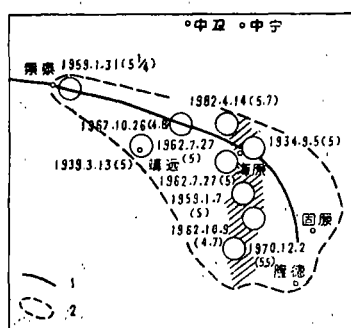 中卫 中宁
景泰
1959.1.31(5¼)
1982.4.14(5.7)
1967.10.26(4.8)
1962.7.27
(5)
1934.9.5(5)
海原
1939.3.13(5)
靖远
1962.7.27(5)
1959.1.7
(5)
1962.10.9
(4.7)
固原
1970.12.2
(5.5)
隆德
1
2